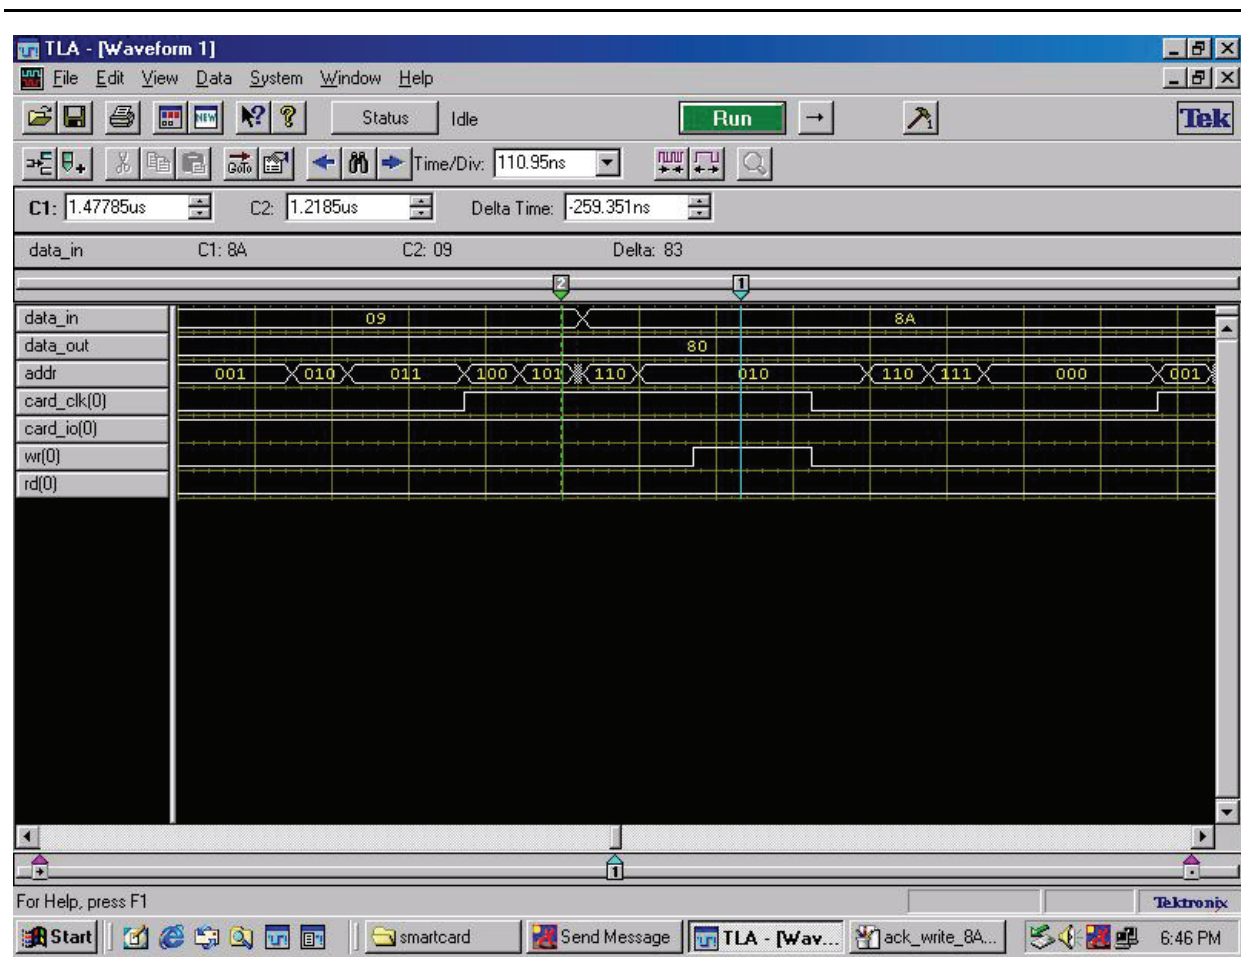 TLA - [Waveform 1]
File Edit View Data System Window Help
NEW Status Idle Run Tek
Goto Time/Div: 110.95ns
C1: 1.47785us C2: 1.2185us Delta Time: -259.351ns
data_in C1: 8A C2: 09 Delta: 83
2 1
data_in 09 8A
data_out 80
addr 001 010 011 100 101 110 010 110 111 000 001
card_clk(0)
card_io(0)
wr(0)
rd(0)
1
For Help, press F1 Tektronix
Start smartcard Send Message TLA - [Wav... ack_write_8A... 6:46 PM